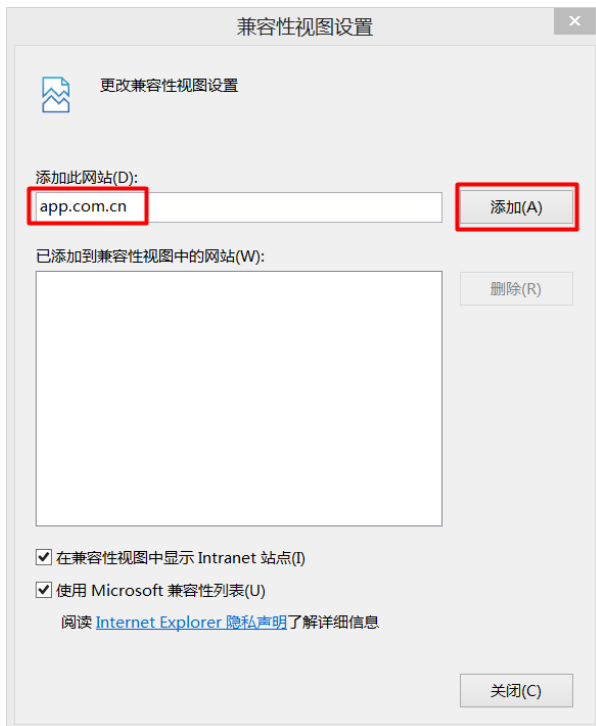 兼容性视图设置
更改兼容性视图设置
添加此网站(D):
app.com.cn
添加(A)
已添加到兼容性视图中的网站(W):
删除(R)
在兼容性视图中显示 Intranet 站点(I)
使用 Microsoft 兼容性列表(U)
阅读 Internet Explorer 隐私声明了解详细信息
关闭(C)